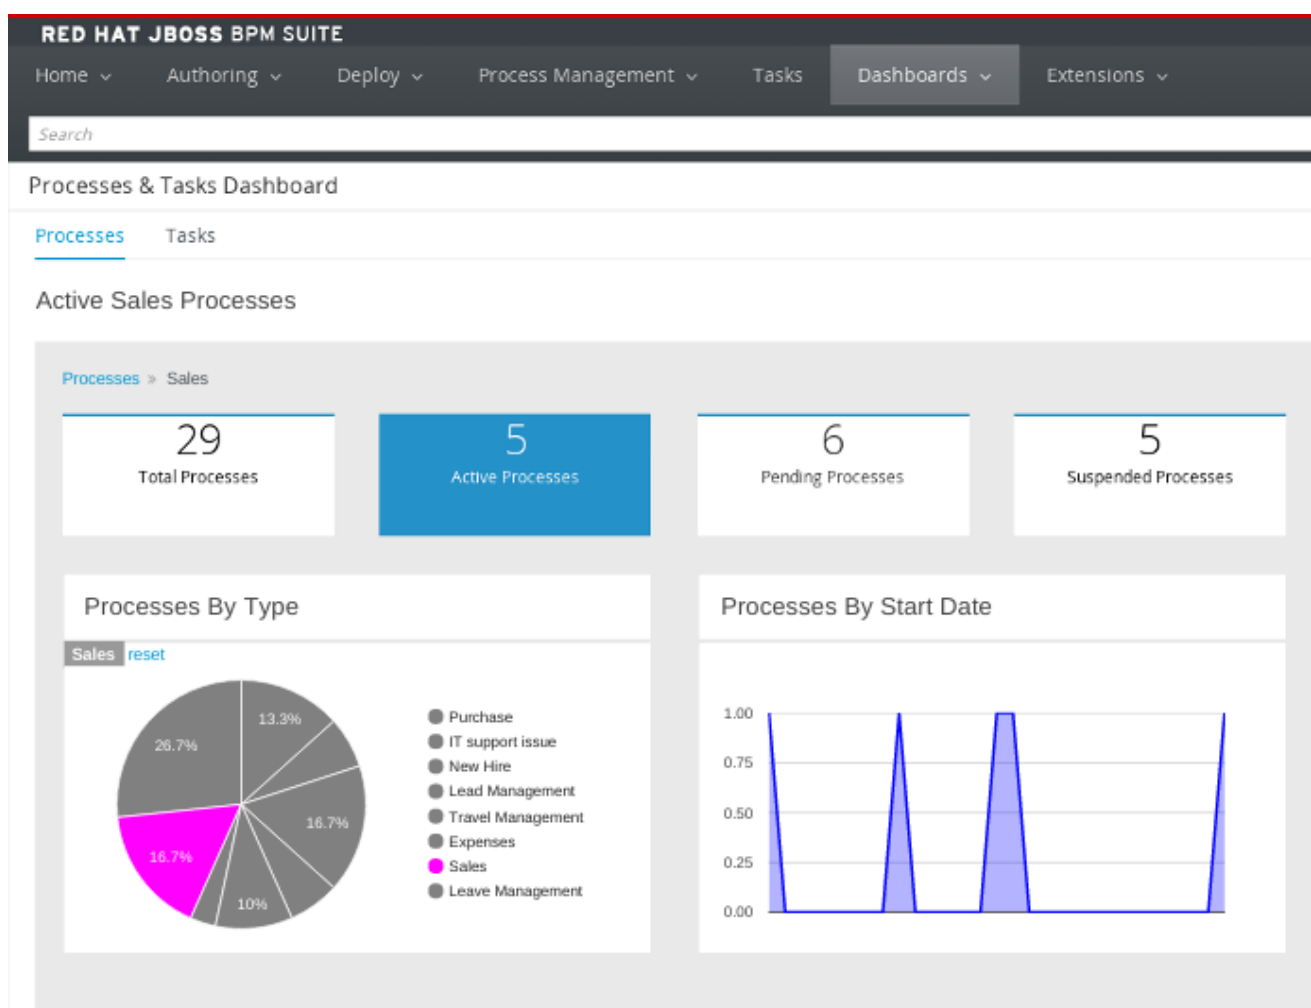 RED HAT JBOSS BPM SUITE
Home Authoring Deploy Process Management Tasks Dashboards Extensions
Search
Processes & Tasks Dashboard
Processes Tasks
Active Sales Processes
Processes » Sales
29 5 6 5
Total Processes Active Processes Pending Processes Suspended Processes
Processes By Type
Sales reset
13.3%
26.7%
16.7%
16.7%
10%
Purchase
IT support issue
New Hire
Lead Management
Travel Management
Expenses
Sales
Leave Management
Processes By Start Date
1.00
0.75
0.50
0.25
0.00